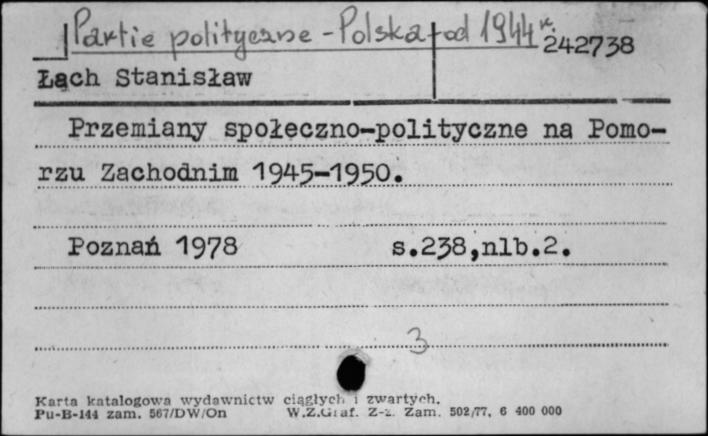 Partie polityczne - Polska - od 1944 r.
242738
Łach Stanisław
Przemiany społeczno-polityczne na Pomo-
rzu Zachodnim 1945-1950.
Poznań 1978 s.238,nlb.2.
3
Karta katalogowa wydawnictw ciągłych i zwartych.
Pu-B-144 zam. 567/DW/On W.Z.Graf. Z-z. Zam. 502/77, 6 400 000